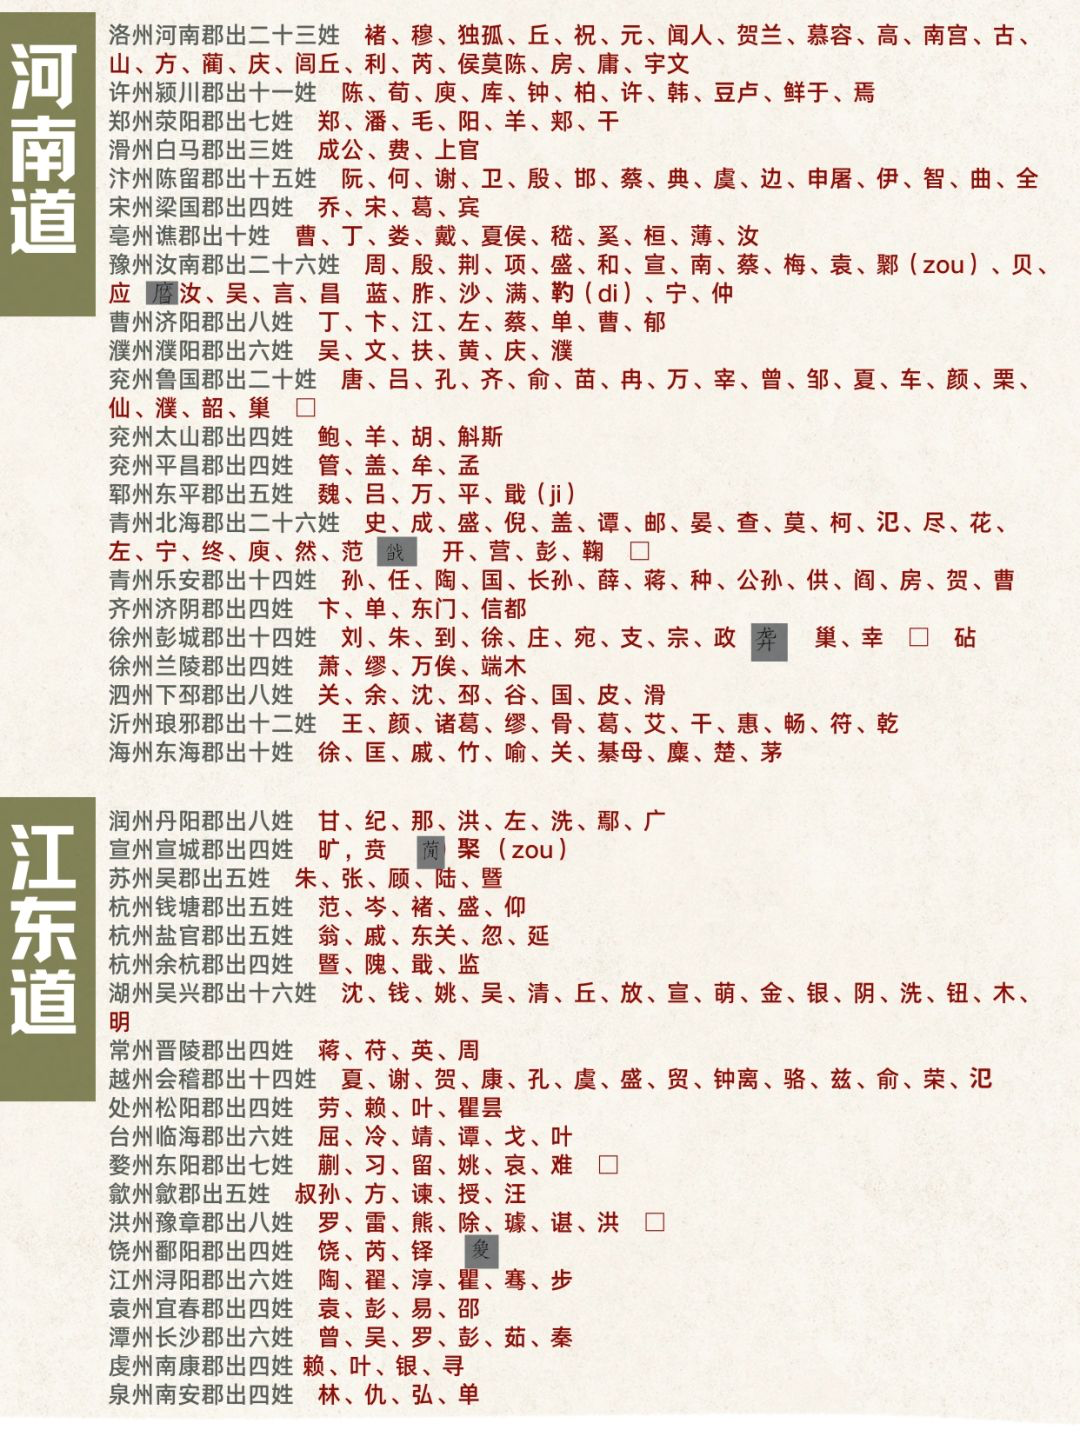 河南道
洛州河南郡出二十三姓 褚、穆、独孤、丘、祝、元、闻人、贺兰、慕容、高、南宫、古、
山、方、蔺、庆、闾丘、利、芮、侯莫陈、房、庸、宇文
许州颍川郡出十一姓 陈、荀、庾、库、钟、柏、许、韩、豆卢、鲜于、焉
郑州荥阳郡出七姓 郑、潘、毛、阳、羊、郏、干
滑州白马郡出三姓 成公、费、上官
汴州陈留郡出十五姓 阮、何、谢、卫、殷、邯、蔡、典、虞、边、申屠、伊、智、曲、全
宋州梁国郡出四姓 乔、宋、葛、宾
亳州谯郡出十姓 曹、丁、娄、戴、夏侯、嵇、奚、桓、薄、汝
豫州汝南郡出二十六姓 周、殷、荆、项、盛、和、宣、南、蔡、梅、袁、鄹（zou）、贝、
应 汝、吴、言、昌 蓝、胙、沙、满、靮（di）、宁、仲
曹州济阳郡出八姓 丁、卞、江、左、蔡、单、曹、郁
濮州濮阳郡出六姓 吴、文、扶、黄、庆、濮
兖州鲁国郡出二十姓 唐、吕、孔、齐、俞、苗、冉、万、宰、曾、邹、夏、车、颜、栗、
仙、濮、韶、巢 □
兖州太山郡出四姓 鲍、羊、胡、斛斯
兖州平昌郡出四姓 管、盖、牟、孟
郓州东平郡出五姓 魏、吕、万、平、戢（ji）
青州北海郡出二十六姓 史、成、盛、倪、盖、谭、邮、晏、查、莫、柯、氾、尽、花、
左、宁、终、庾、然、范 戠 开、营、彭、鞠 □
青州乐安郡出十四姓 孙、任、陶、国、长孙、薛、蒋、种、公孙、供、阎、房、贺、曹
齐州济阴郡出四姓 卞、单、东门、信都
徐州彭城郡出十四姓 刘、朱、到、徐、庄、宛、支、宗、政 巢、幸 □ 砧
徐州兰陵郡出四姓 萧、缪、万俟、端木
泗州下邳郡出八姓 关、余、沈、邳、谷、国、皮、滑
沂州琅邪郡出十二姓 王、颜、诸葛、缪、骨、葛、艾、干、惠、畅、符、乾
海州东海郡出十姓 徐、匡、戚、竹、喻、关、綦母、麋、楚、茅
江东道
润州丹阳郡出八姓 甘、纪、那、洪、左、洗、鄢、广
宣州宣城郡出四姓 旷，贲 聚 （zou）
苏州吴郡出五姓 朱、张、顾、陆、暨
杭州钱塘郡出五姓 范、岑、褚、盛、仰
杭州盐官郡出五姓 翁、戚、东关、忽、延
杭州余杭郡出四姓 暨、隗、戢、监
湖州吴兴郡出十六姓 沈、钱、姚、吴、清、丘、放、宣、萌、金、银、阴、洗、钮、木、
明
常州晋陵郡出四姓 蒋、苻、英、周
越州会稽郡出十四姓 夏、谢、贺、康、孔、虞、盛、贸、钟离、骆、兹、俞、荣、氾
处州松阳郡出四姓 劳、赖、叶、瞿昙
台州临海郡出六姓 屈、冷、靖、谭、戈、叶
婺州东阳郡出七姓 蒯、习、留、姚、哀、难 □
歙州歙郡出五姓 叔孙、方、谏、授、汪
洪州豫章郡出八姓 罗、雷、熊、除、璩、谌、洪 □
饶州鄱阳郡出四姓 饶、芮、铎
江州浔阳郡出六姓 陶、翟、淳、瞿、骞、步
袁州宜春郡出四姓 袁、彭、易、邵
潭州长沙郡出六姓 曾、吴、罗、彭、茹、秦
虔州南康郡出四姓 赖、叶、银、寻
泉州南安郡出四姓 林、仇、弘、单